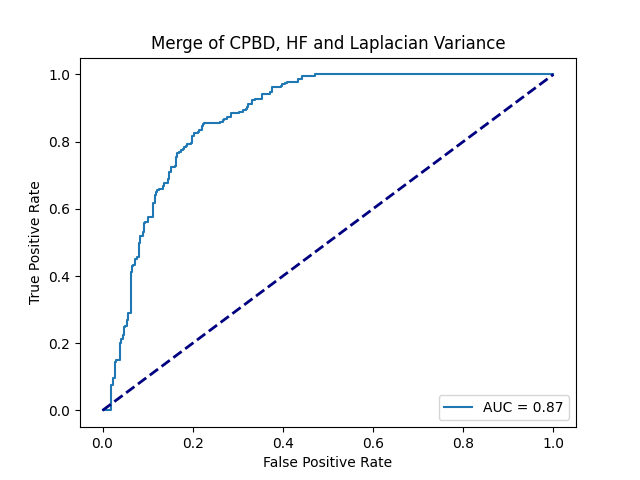 Merge of CPBD, HF and Laplacian Variance
1.0
0.8
0.6
0.4
0.2
0.0
True Positive Rate
AUC = 0.87
0.0 0.2 0.4 0.6 0.8 1.0
False Positive Rate